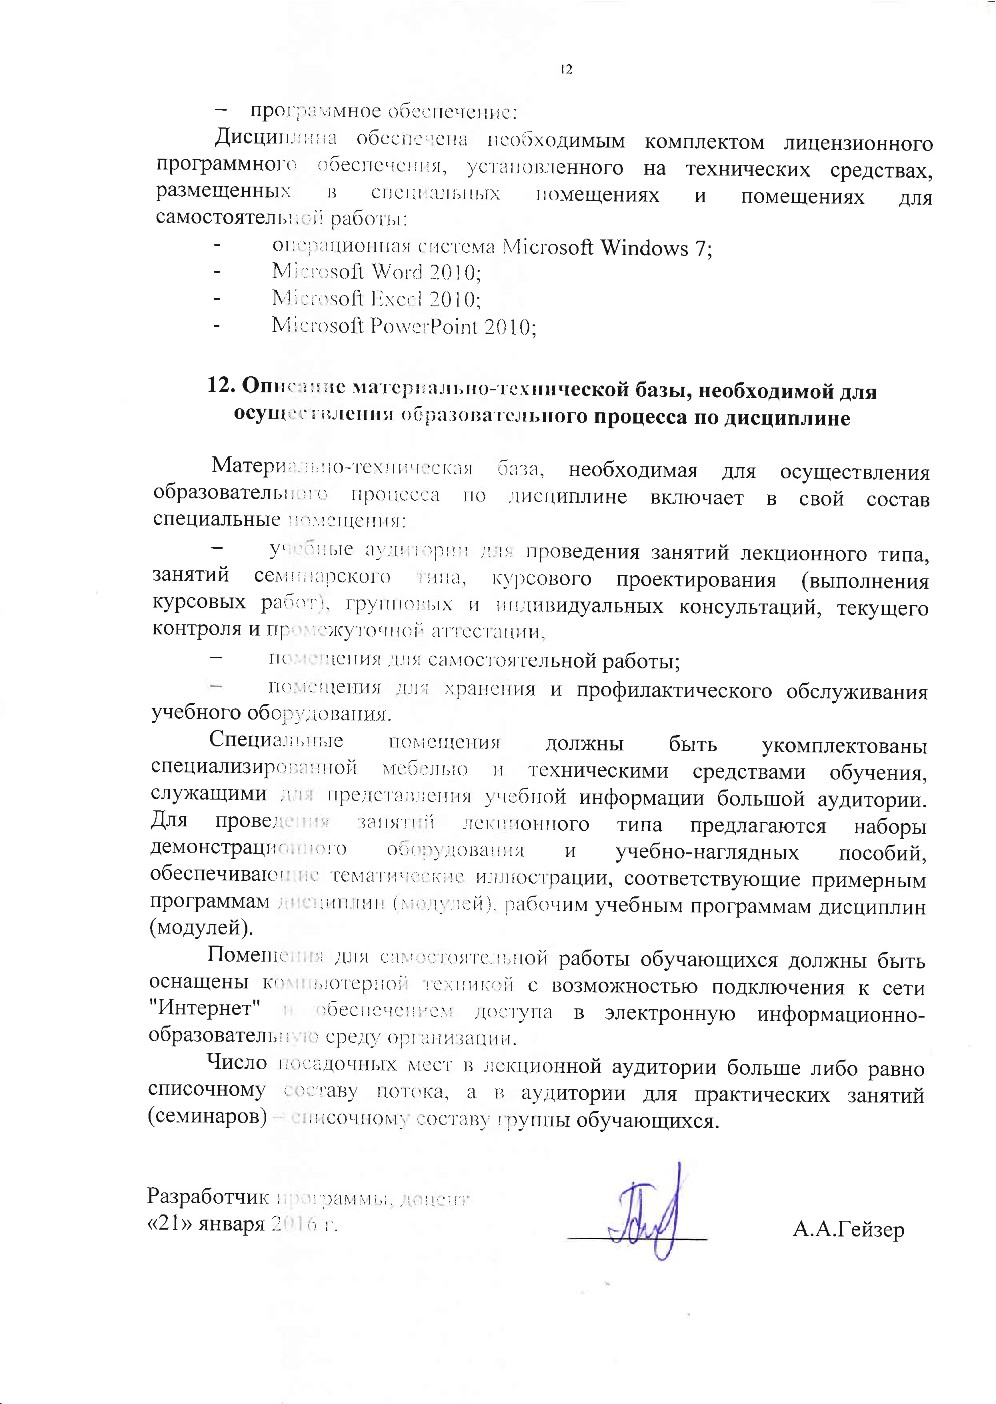 12
– программное обеспечение:
Дисциплина обеспечена необходимым комплектом лицензионного
программного обеспечения, установленного на технических средствах,
размещенных в специальных помещениях и помещениях для
самостоятельной работы:
- операционная система Microsoft Windows 7;
- Microsoft Word 2010;
- Microsoft Excel 2010;
- Microsoft PowerPoint 2010;
12. Описание материально-технической базы, необходимой для
осуществления образовательного процесса по дисциплине
Материально-техническая база, необходимая для осуществления
образовательного процесса по дисциплине включает в свой состав
специальные помещения:
– учебные аудитории для проведения занятий лекционного типа,
занятий семинарского типа, курсового проектирования (выполнения
курсовых работ), групповых и индивидуальных консультаций, текущего
контроля и промежуточной аттестации,
– помещения для самостоятельной работы;
– помещения для хранения и профилактического обслуживания
учебного оборудования.
Специальные помещения должны быть укомплектованы
специализированной мебелью и техническими средствами обучения,
служащими для представления учебной информации большой аудитории.
Для проведения занятий лекционного типа предлагаются наборы
демонстрационного оборудования и учебно-наглядных пособий,
обеспечивающие тематические иллюстрации, соответствующие примерным
программам дисциплин (модулей), рабочим учебным программам дисциплин
(модулей).
Помещения для самостоятельной работы обучающихся должны быть
оснащены компьютерной техникой с возможностью подключения к сети
"Интернет" и обеспечением доступа в электронную информационно-
образовательную среду организации.
Число посадочных мест в лекционной аудитории больше либо равно
списочному составу потока, а в аудитории для практических занятий
(семинаров) – списочному составу группы обучающихся.
Разработчик программы, доцент
«21» января 2016 г.
А.А.Гейзер